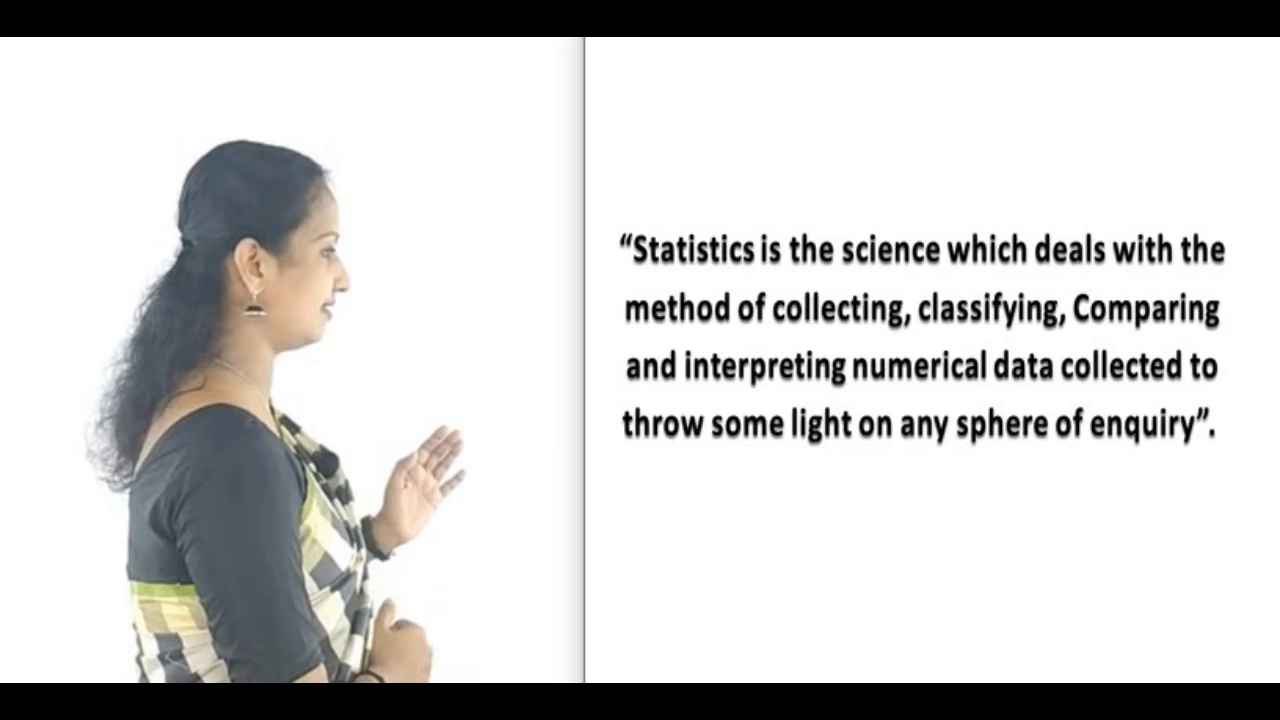 “Statistics is the science which deals with the
method of collecting, classifying, Comparing
and interpreting numerical data collected to
throw some light on any sphere of enquiry”.